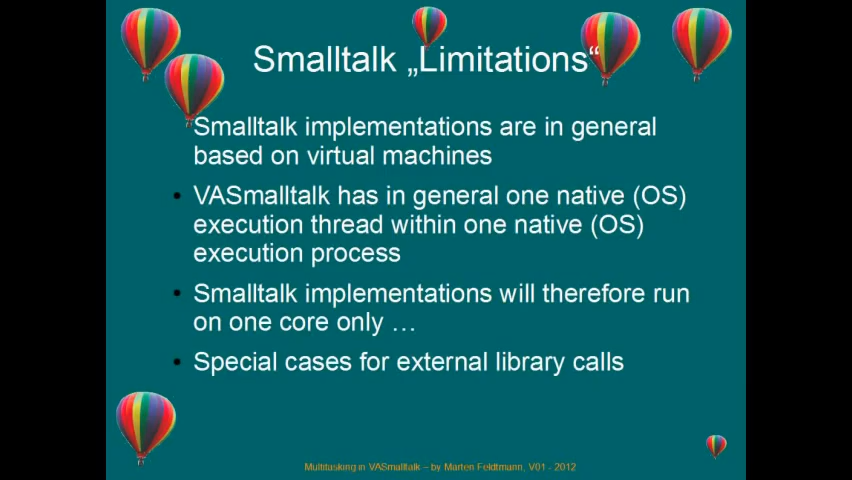 Smalltalk „Limitations“
Smalltalk implementations are in general
based on virtual machines
• VASmalltalk has in general one native (OS)
execution thread within one native (OS)
execution process
• Smalltalk implementations will therefore run
on one core only …
• Special cases for external library calls
Multitasking in VASmalltalk – by Marten Feldtmann, V01 - 2012